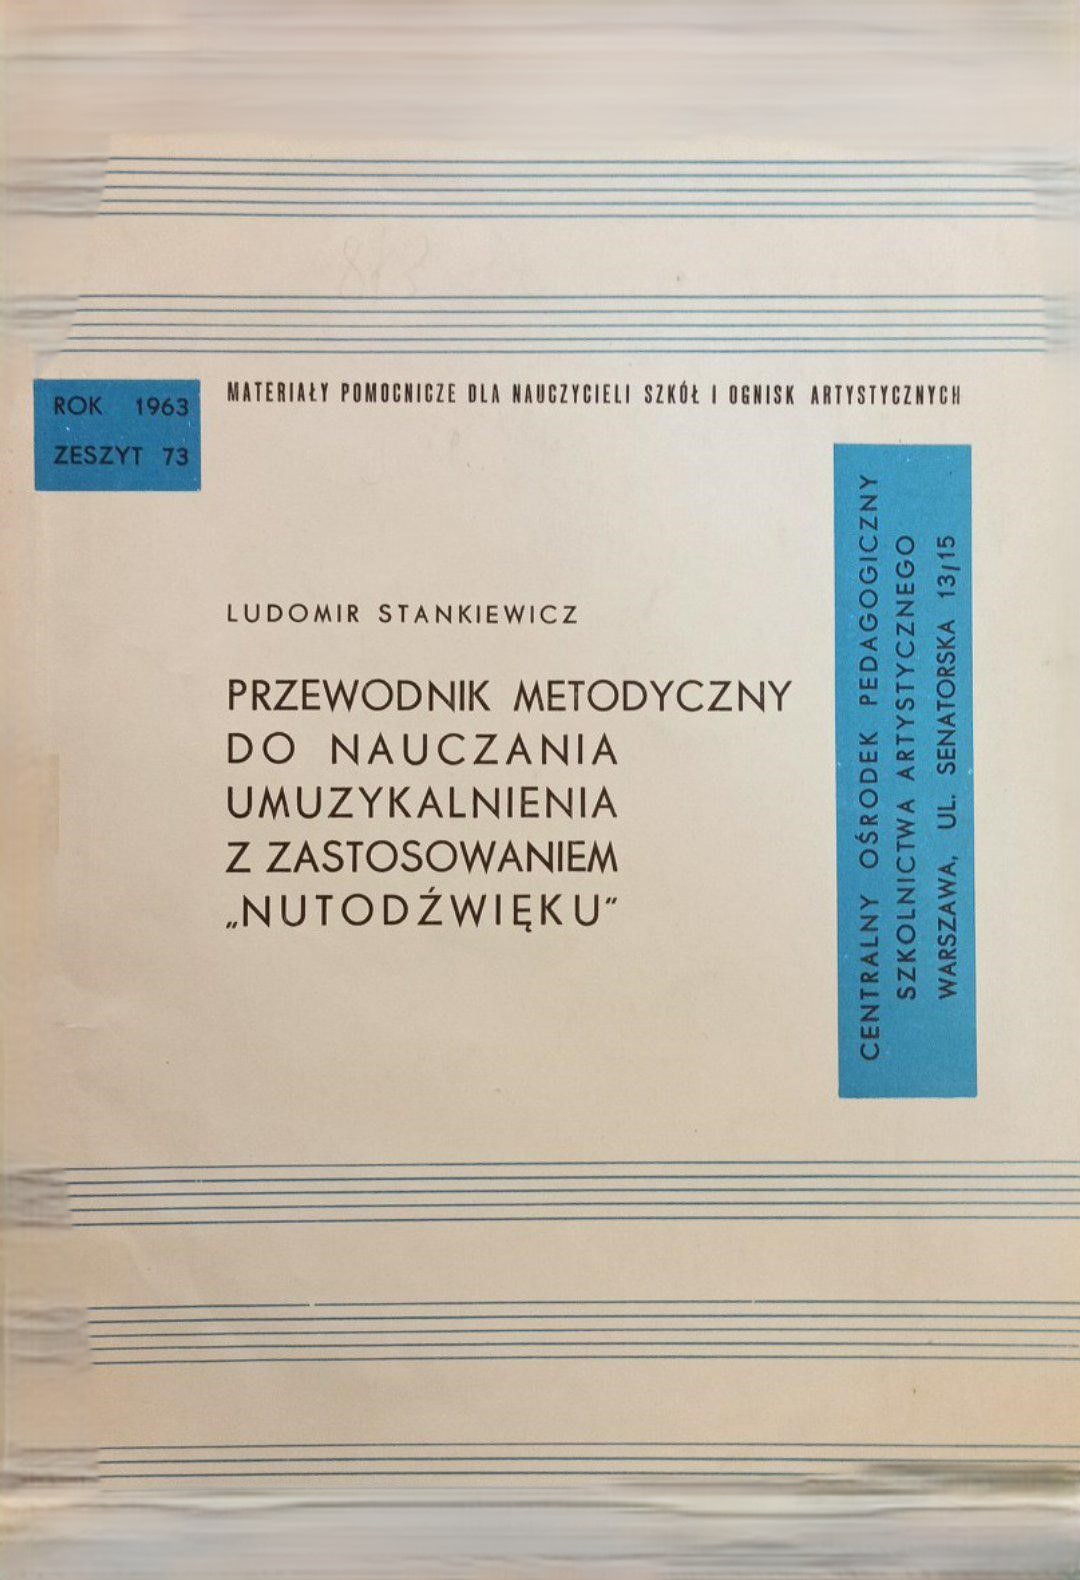 ROK 1963
ZESZYT 73
MATERIAŁY POMOCNICZE DLA NAUCZYCIELI SZKÓŁ I OGNISK ARTYSTYCZNYCH
LUDOMIR STANKIEWICZ
PRZEWODNIK METODYCZNY
DO NAUCZANIA
UMUZYKALNIENIA
Z ZASTOSOWANIEM
„NUTODŹWIĘKU”
CENTRALNY OŚRODEK PEDAGOGICZNY
SZKOLNICTWA ARTYSTYCZNEGO
WARSZAWA, UL. SENATORSKA 13/15